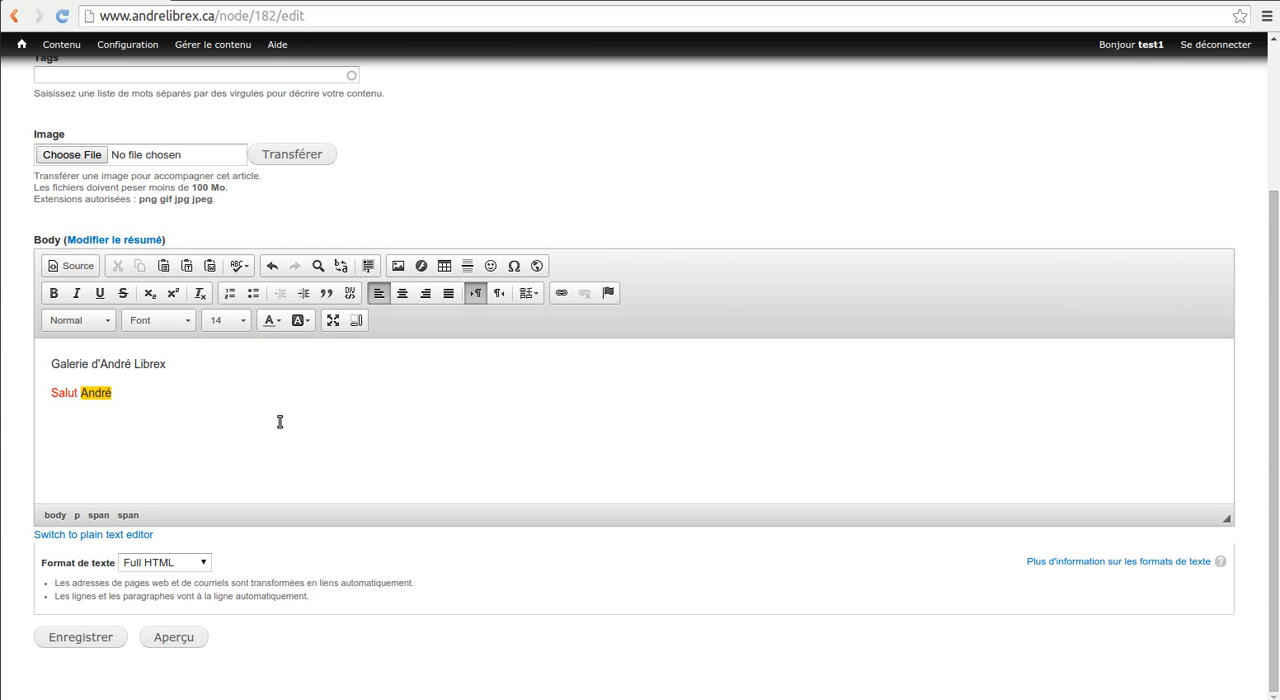 www.andrelibrex.ca/node/182/edit
Contenu Configuration Gérer le contenu Aide Bonjour test1 Se déconnecter
Tags
Saisissez une liste de mots séparés par des virgules pour décrire votre contenu.
Image
Choose File No file chosen Transférer
Transférer une image pour accompagner cet article.
Les fichiers doivent peser moins de 100 Mo.
Extensions autorisées : png gif jpg jpeg.
Body (Modifier le résumé)
Source
Normal Font 14
Galerie d'André Librex
Salut André
body p span span
Switch to plain text editor
Format de texte Full HTML Plus d'information sur les formats de texte ?
Les adresses de pages web et de courriels sont transformées en liens automatiquement.
Les lignes et les paragraphes vont à la ligne automatiquement.
Enregistrer Aperçu